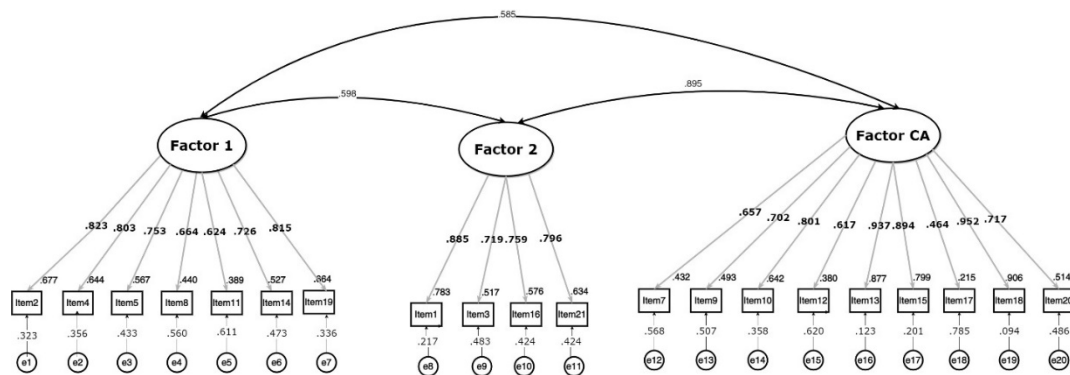 .585
.598
.895
Factor 1
Factor 2
Factor CA
.823 .803 .753 .664 .624 .726 .815
.885 .719 .759 .796
.657 .702 .801 .617 .937 .894 .464 .952 .717
.677 .644 .567 .440 .389 .527 .364
.783 .517 .576 .634
.432 .493 .642 .380 .877 .799 .215 .906 .514
Item2 Item4 Item5 Item8 Item11 Item14 Item19
Item1 Item3 Item16 Item21
Item7 Item9 Item10 Item12 Item13 Item15 Item17 Item18 Item20
.323 .356 .433 .560 .611 .473 .336
.217 .483 .424 .424
.568 .507 .358 .620 .123 .201 .785 .094 .486
e1 e2 e3 e4 e5 e6 e7
e8 e9 e10 e11
e12 e13 e14 e15 e16 e17 e18 e19 e20